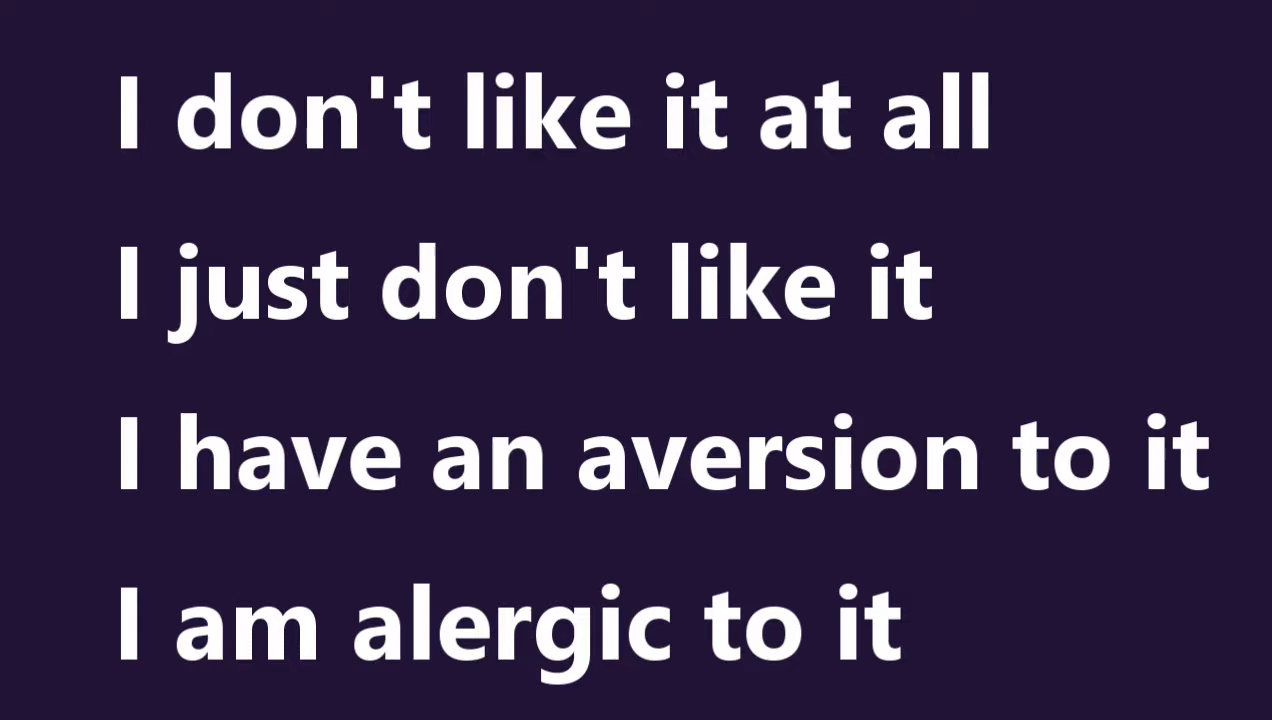 I don't like it at all
I just don't like it
I have an aversion to it
I am alergic to it